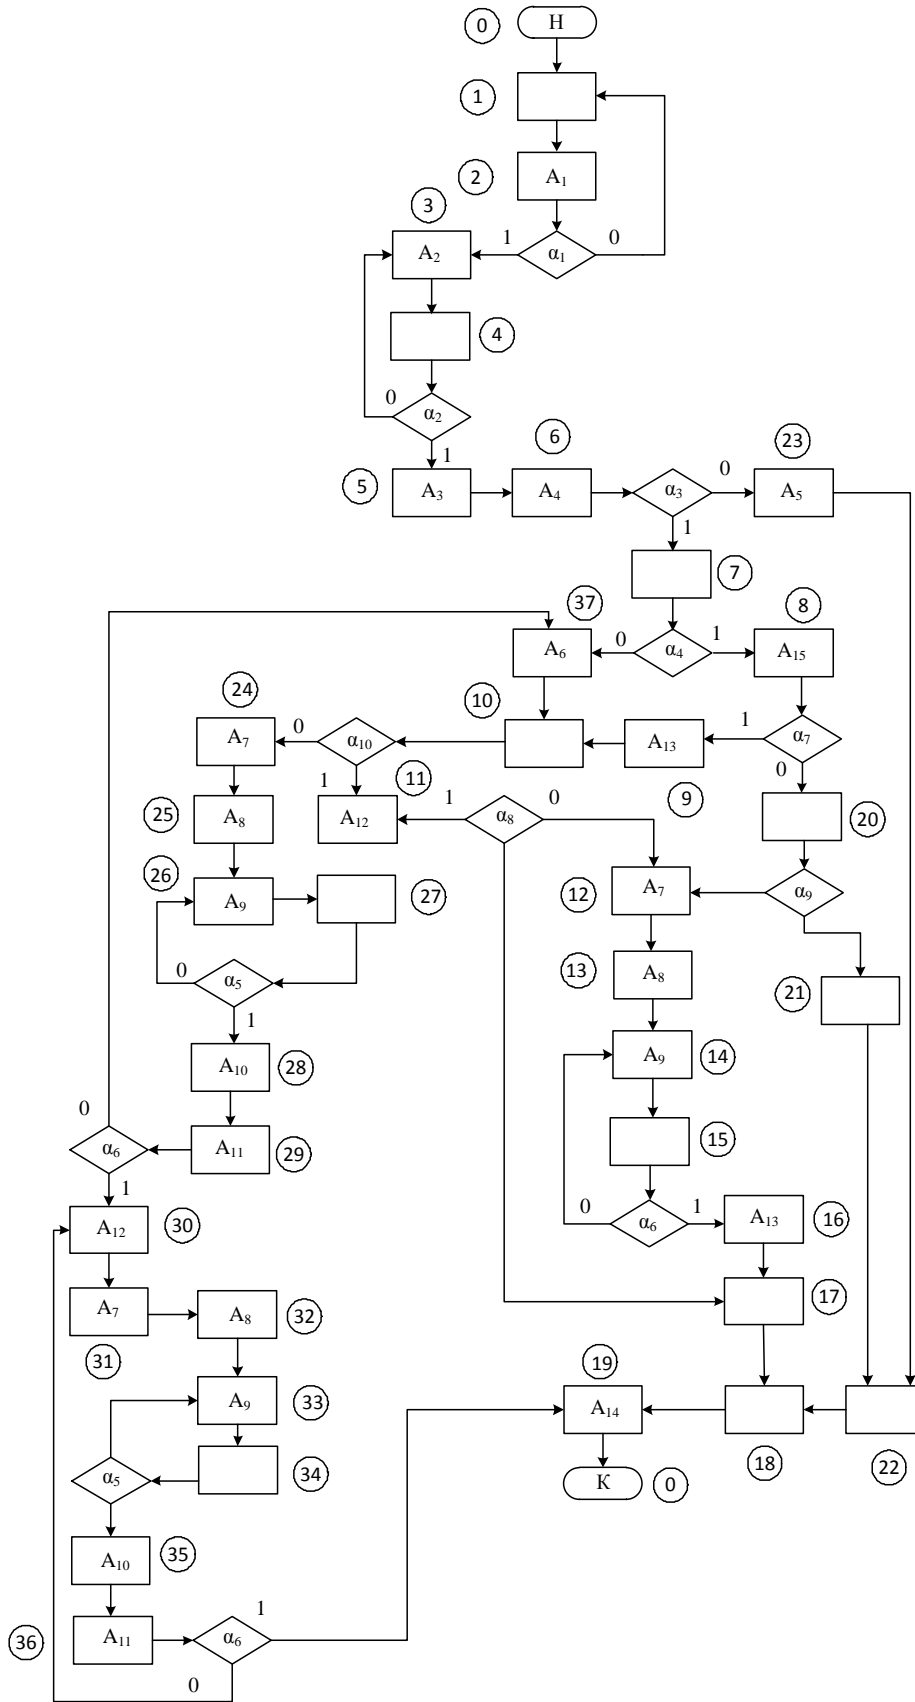 0 Н
1
2 A₁
3
1 α₁ 0
A₂
4
0 α₂
1
6 23
5 A₃ A₄ α₃ 0 A₅
1
7
37 8
A₆ 0 α₄ 1 A₁₅
24 10
A₇ 0 α₁₀ A₁₃ 1 α₇
1 11 9 0
25 A₈ A₁₂ 1 α₈ 0 20
26 A₉ 27 12 A₇ α₉
0 α₅ 13 A₈ 21
1
A₁₀ 28 A₉ 14
0
α₆ A₁₁ 29 15
1
A₁₂ 30 0 α₆ 1 A₁₃ 16
A₇ A₈ 32 17
31 19
A₉ 33 A₁₄
α₅ 34 К 0 18 22
A₁₀ 35
1
36 A₁₁ α₆
0